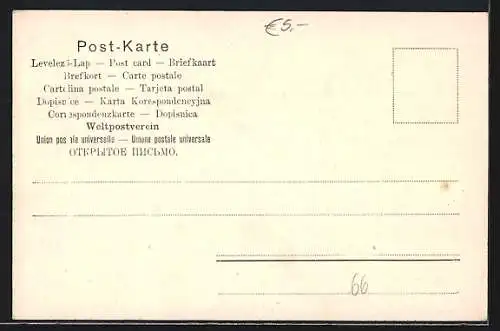 €5.-
Post-Karte
Levelezö-Lap — Post card — Briefkaart
Brefkort — Carte postale
Cartolina postale — Tarjeta postal
Dopisnice — Karta Korespondencyjna
Correspondenzkarte — Dopisnica
Weltpostverein
Union postale universelle — Unione postale universale
ОТКРЫТОЕ ПИСЬМО.
66